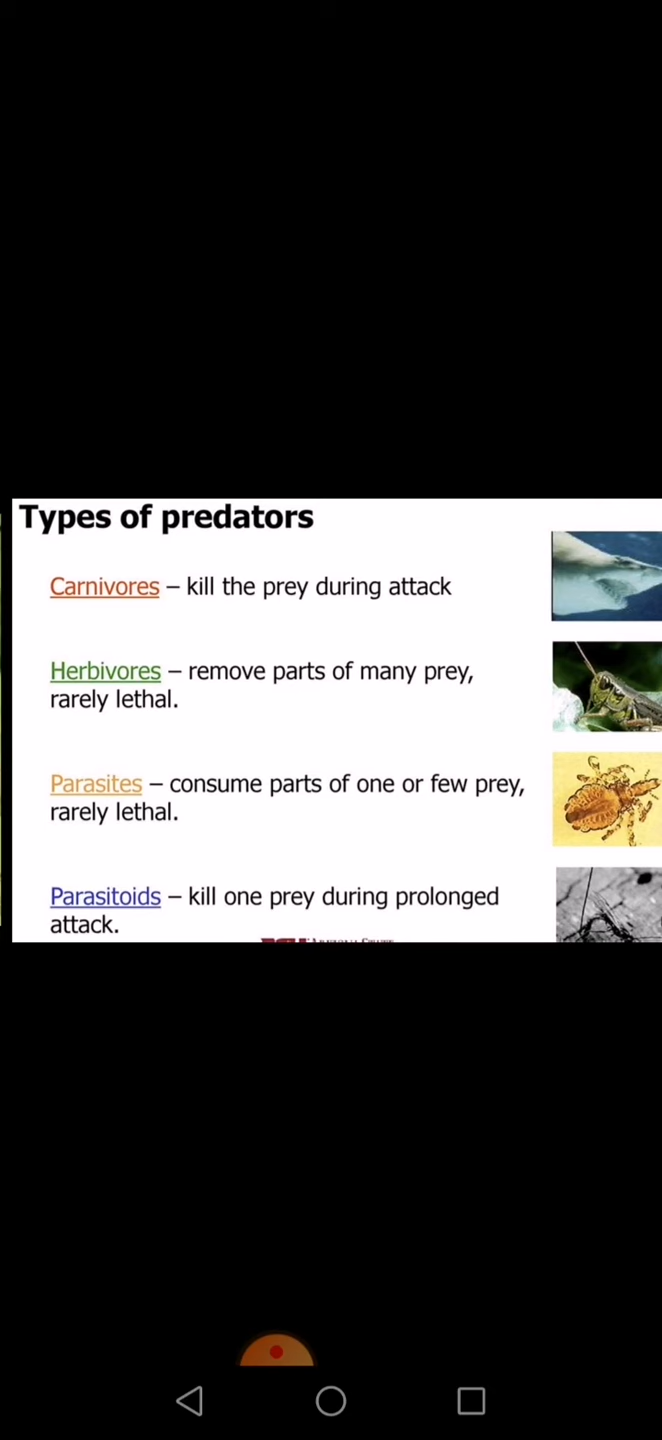 Types of predators
Carnivores – kill the prey during attack
Herbivores – remove parts of many prey,
rarely lethal.
Parasites – consume parts of one or few prey,
rarely lethal.
Parasitoids – kill one prey during prolonged
attack.